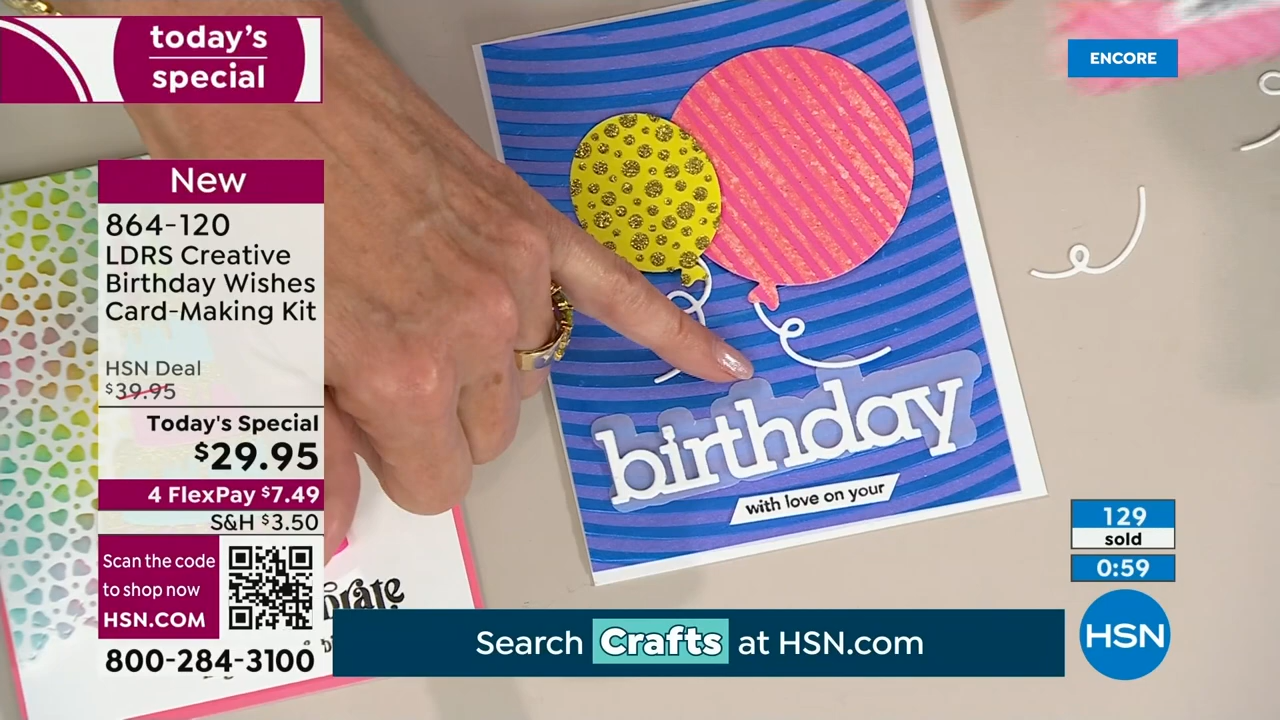 today's
special
ENCORE
New
864-120
LDRS Creative
Birthday Wishes
Card-Making Kit
HSN Deal
$39.95
Today's Special
$29.95
4 FlexPay $7.49
S&H $3.50
Scan the code
to shop now
HSN.COM
800-284-3100
birthday
with love on your
129
sold
0:59
Search Crafts at HSN.com
HSN